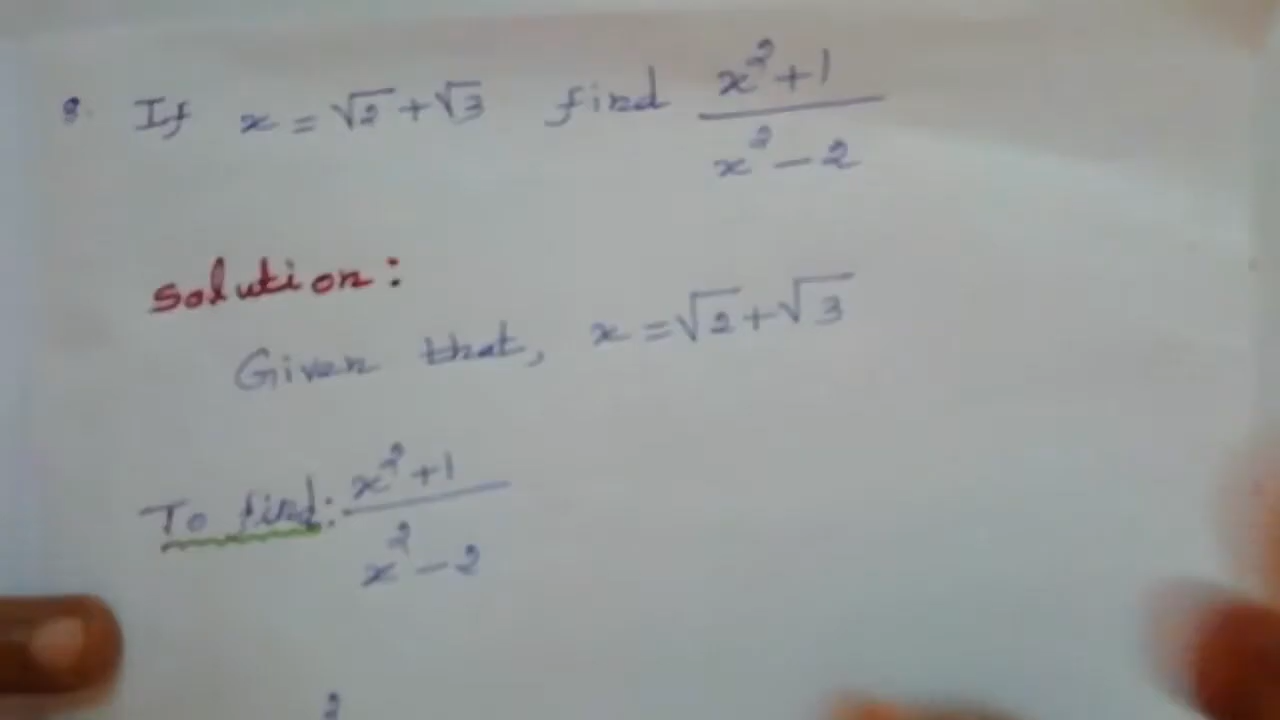 8. If x = √2 + √3 find x²+1 / x²-2
Solution:
Given that, x = √2 + √3
To find: x²+1 / x²-2
2